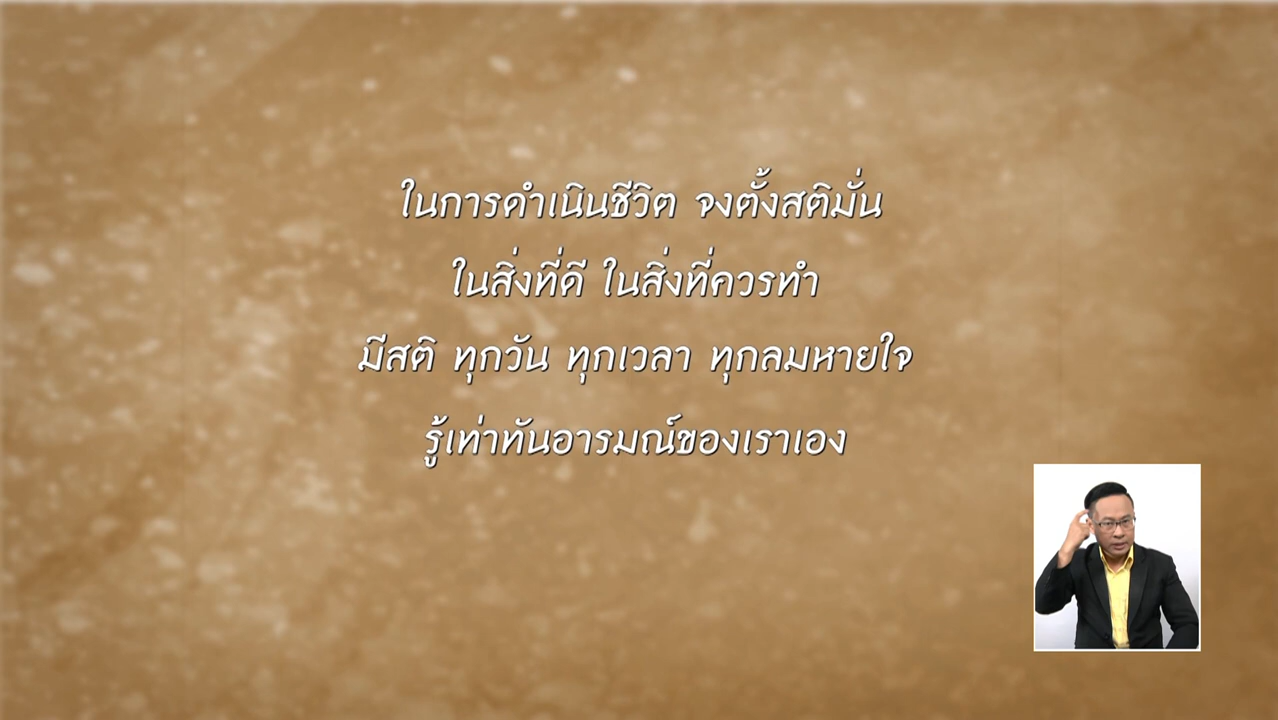 ในการดำเนินชีวิต จงตั้งสติมั่น
ในสิ่งที่ดี ในสิ่งที่ควรทำ
มีสติ ทุกวัน ทุกเวลา ทุกลมหายใจ
รู้เท่าทันอารมณ์ของเราเอง